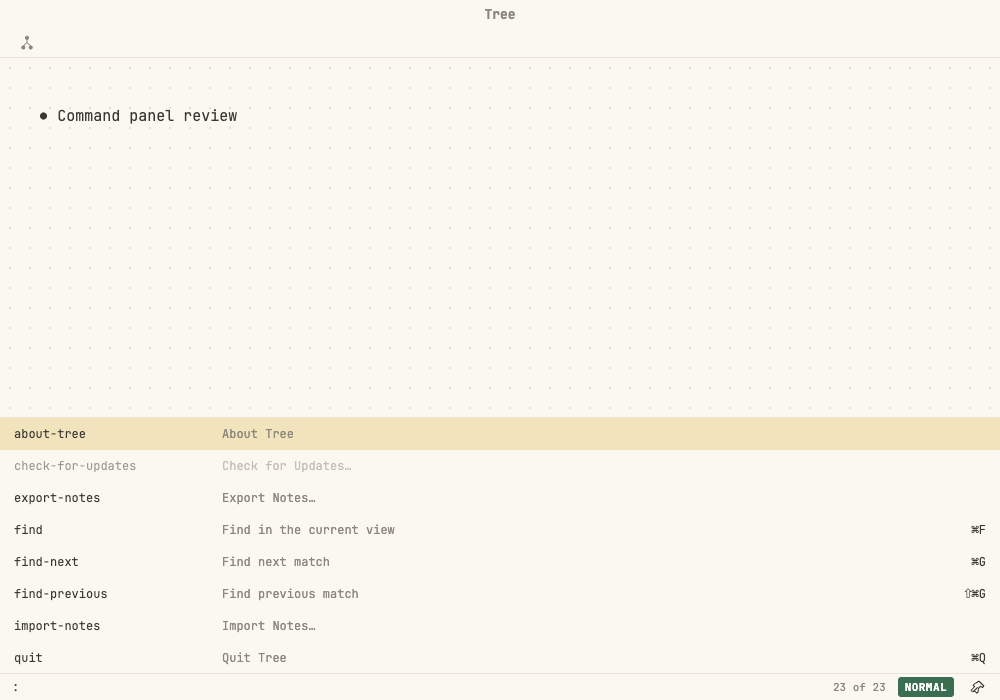 Tree
● Command panel review
about-tree About Tree
check-for-updates Check for Updates…
export-notes Export Notes…
find Find in the current view ⌘F
find-next Find next match ⌘G
find-previous Find previous match ⇧⌘G
import-notes Import Notes…
quit Quit Tree ⌘Q
: 23 of 23 NORMAL